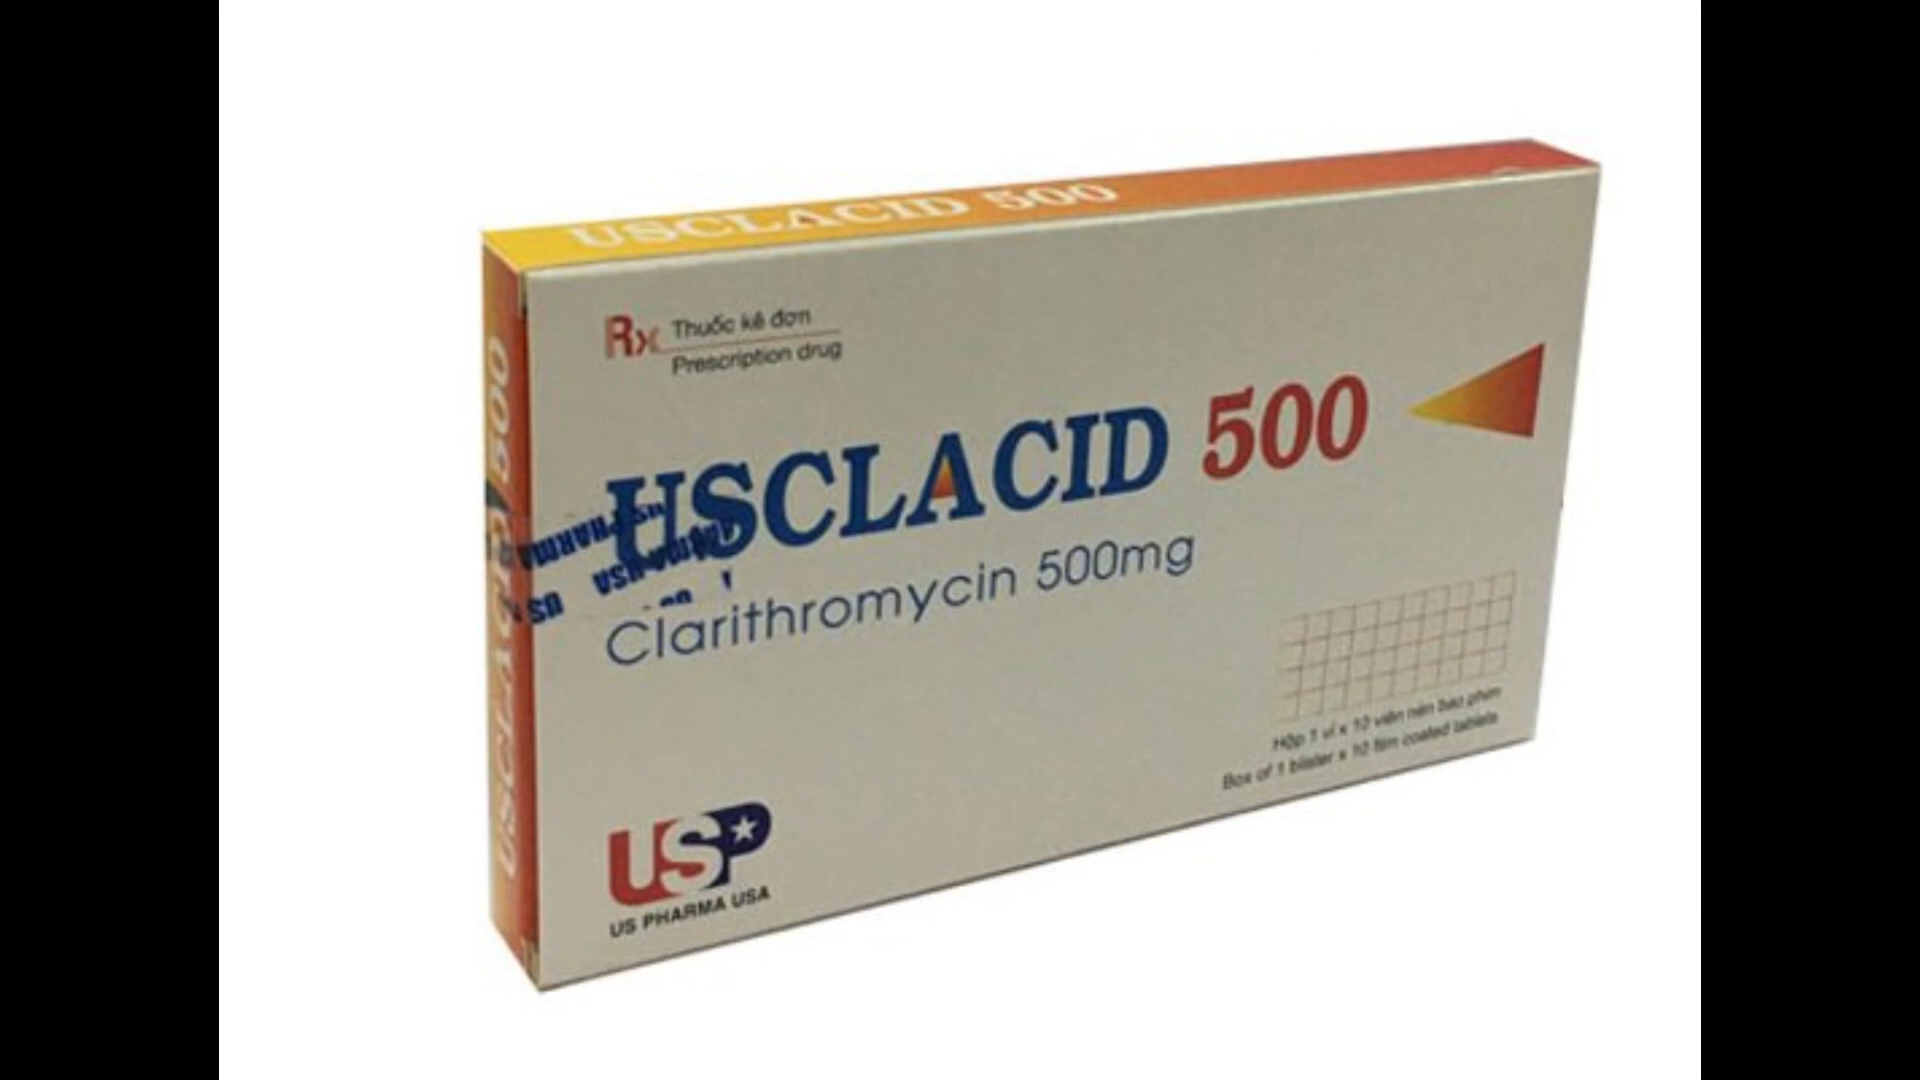 USCLACID 500
Rx Thuốc kê đơn
Prescription drug
USCLACID 500
Clarithromycin 500mg
Hộp 1 vỉ x 10 viên nén bao phim
Box of 1 blister x 10 film coated tablets
USP
US PHARMA USA
USCLACID 500